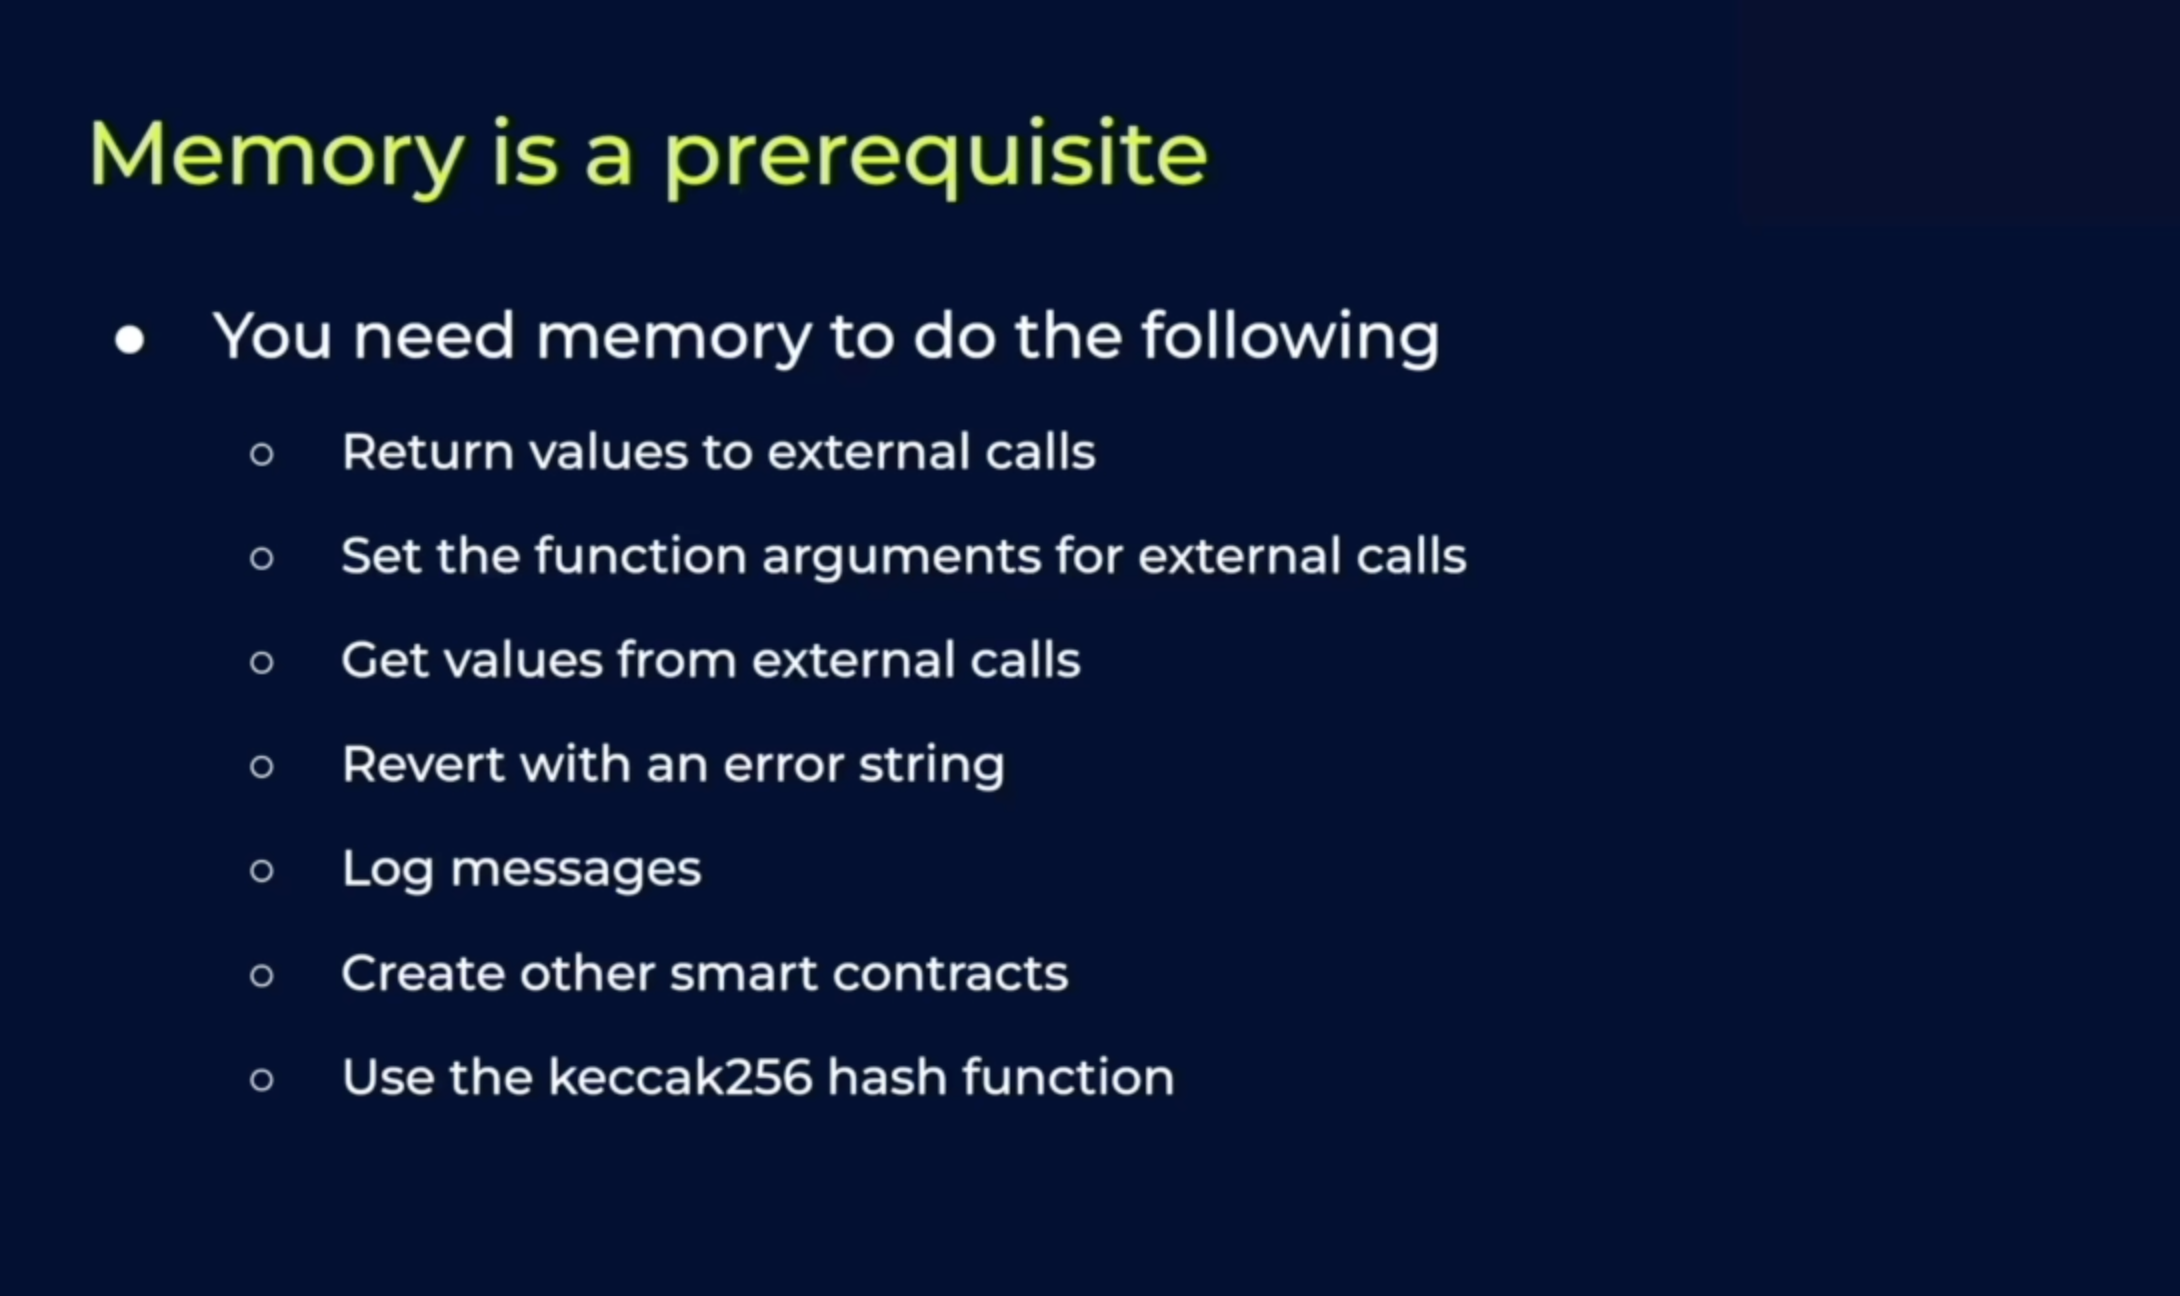 Memory is a prerequisite
● You need memory to do the following
○ Return values to external calls
○ Set the function arguments for external calls
○ Get values from external calls
○ Revert with an error string
○ Log messages
○ Create other smart contracts
○ Use the keccak256 hash function